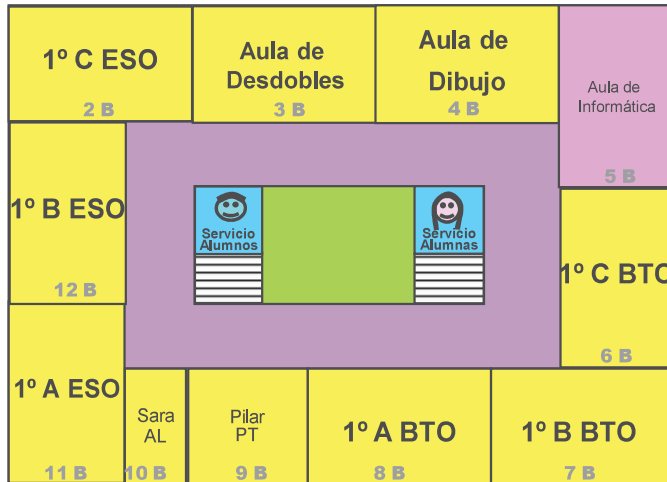 1º C ESO
2 B
Aula de
Desdobles
3 B
Aula de
Dibujo
4 B
Aula de
Informática
5 B
1º B ESO
12 B
Servicio
Alumnos
Servicio
Alumnas
1º C BTO
6 B
1º A ESO
11 B
Sara
AL
10 B
Pilar
PT
9 B
1º A BTO
8 B
1º B BTO
7 B